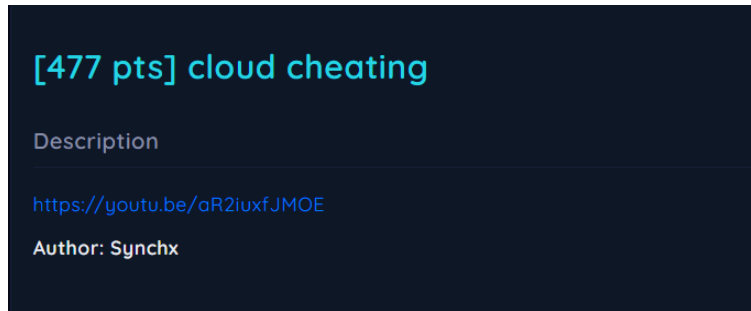 [477 pts] cloud cheating
Description
https://youtu.be/aR2iuxfJMOE
Author: Synchx